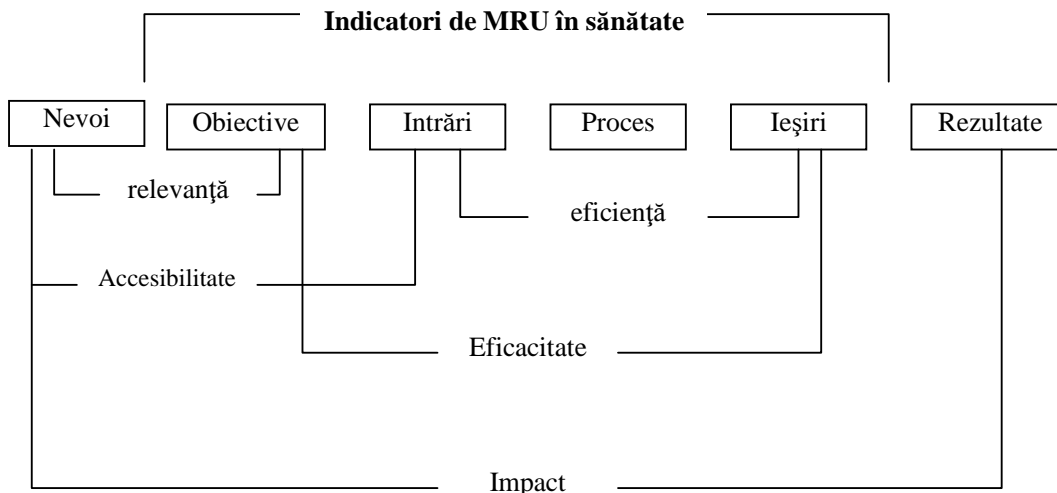 Indicatori de MRU în sănătate
Nevoi Obiective Intrări Proces Ieşiri Rezultate
relevanţă eficienţă
Accesibilitate
Eficacitate
Impact